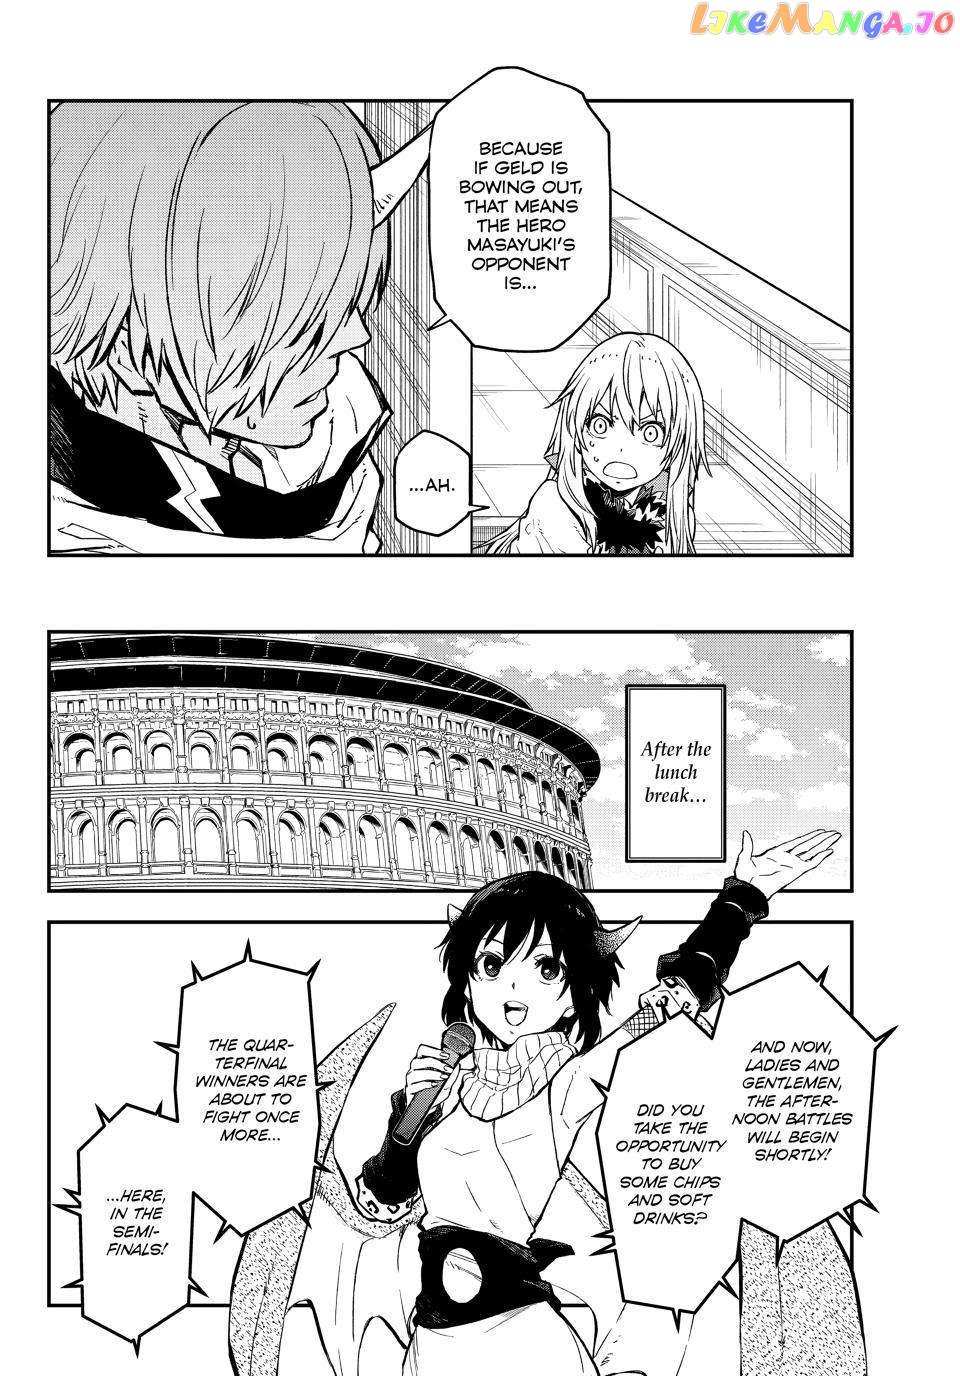 LIKEMANGA.IO
BECAUSE
IF GELD IS
BOWING OUT,
THAT MEANS
THE HERO
MASAYUKI'S
OPPONENT
IS...
...AH.
After the
lunch
break...
AND NOW,
LADIES AND
GENTLEMEN,
THE AFTER-
NOON BATTLES
WILL BEGIN
SHORTLY!
DID YOU
TAKE THE
OPPORTUNITY
TO BUY
SOME CHIPS
AND SOFT
DRINKS?
THE QUAR-
TERFINAL
WINNERS ARE
ABOUT TO
FIGHT ONCE
MORE...
...HERE,
IN THE
SEMI-
FINALS!